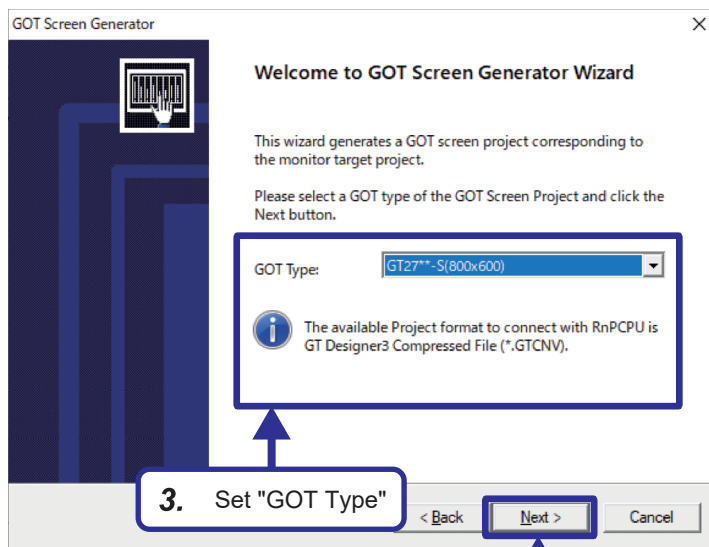 GOT Screen Generator
Welcome to GOT Screen Generator Wizard
This wizard generates a GOT screen project corresponding to
the monitor target project.
Please select a GOT type of the GOT Screen Project and click the
Next button.
GOT Type: GT27**-S(800x600)
The available Project format to connect with RnPCPU is
GT Designer3 Compressed File (*.GTCNV).
3. Set "GOT Type"
< Back Next > Cancel